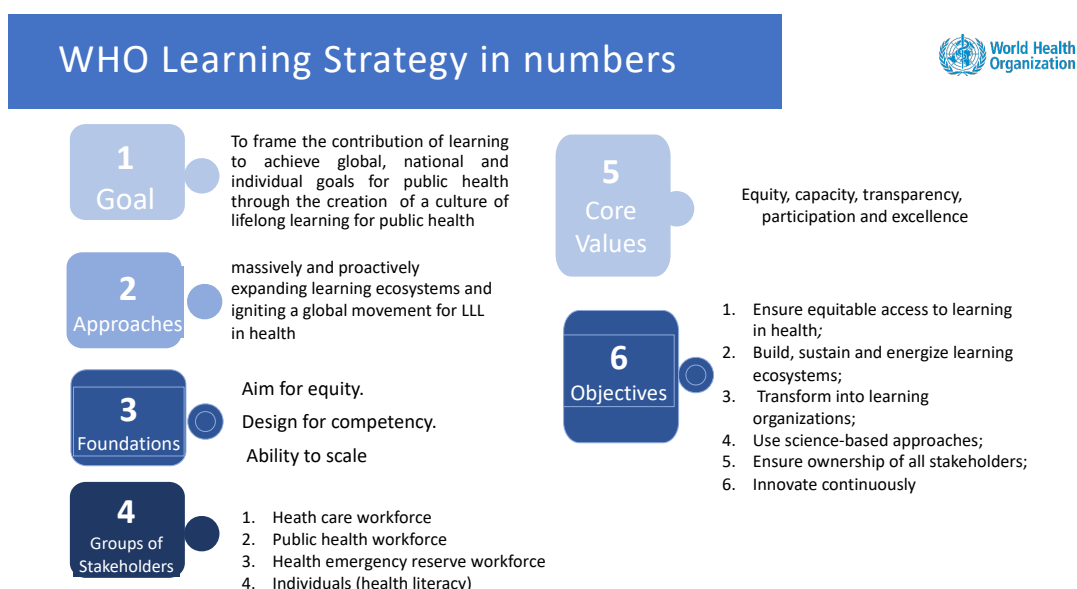 WHO Learning Strategy in numbers
World Health
Organization
1
Goal
To frame the contribution of learning
to achieve global, national and
individual goals for public health
through the creation of a culture of
lifelong learning for public health
2
Approaches
massively and proactively
expanding learning ecosystems and
igniting a global movement for LLL
in health
3
Foundations
Aim for equity.
Design for competency.
Ability to scale
4
Groups of
Stakeholders
1. Heath care workforce
2. Public health workforce
3. Health emergency reserve workforce
4. Individuals (health literacy)
5
Core
Values
Equity, capacity, transparency,
participation and excellence
6
Objectives
1. Ensure equitable access to learning
in health;
2. Build, sustain and energize learning
ecosystems;
3. Transform into learning
organizations;
4. Use science-based approaches;
5. Ensure ownership of all stakeholders;
6. Innovate continuously